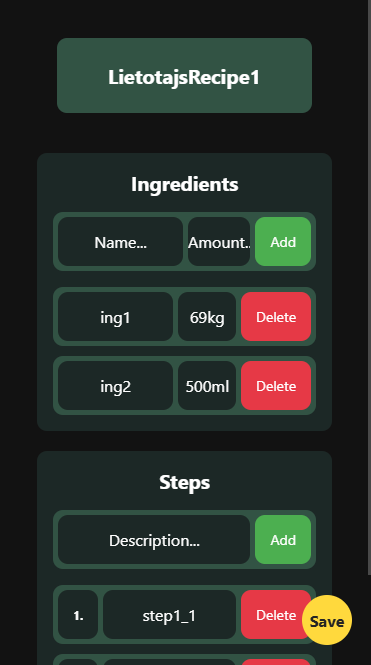 LietotajsRecipe1
Ingredients
Name... Amount.. Add
ing1 69kg Delete
ing2 500ml Delete
Steps
Description... Add
1. step1_1 Delete
Save